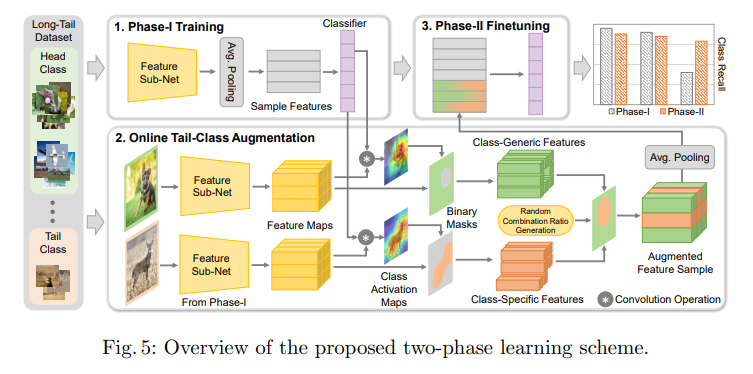 Long-Tail
Dataset
Head
Class
Tail
Class
1. Phase-I Training
Feature
Sub-Net
Avg. Pooling
Sample Features
Classifier
3. Phase-II Finetuning
Class Recall
Phase-I
Phase-II
2. Online Tail-Class Augmentation
Feature
Sub-Net
Feature Maps
Feature
Sub-Net
From Phase-I
*
*
Class
Activation
Maps
Binary
Masks
Class-Generic Features
Random
Combination Ratio
Generation
Class-Specific Features
Avg. Pooling
Augmented
Feature Sample
* Convolution Operation
Fig. 5: Overview of the proposed two-phase learning scheme.